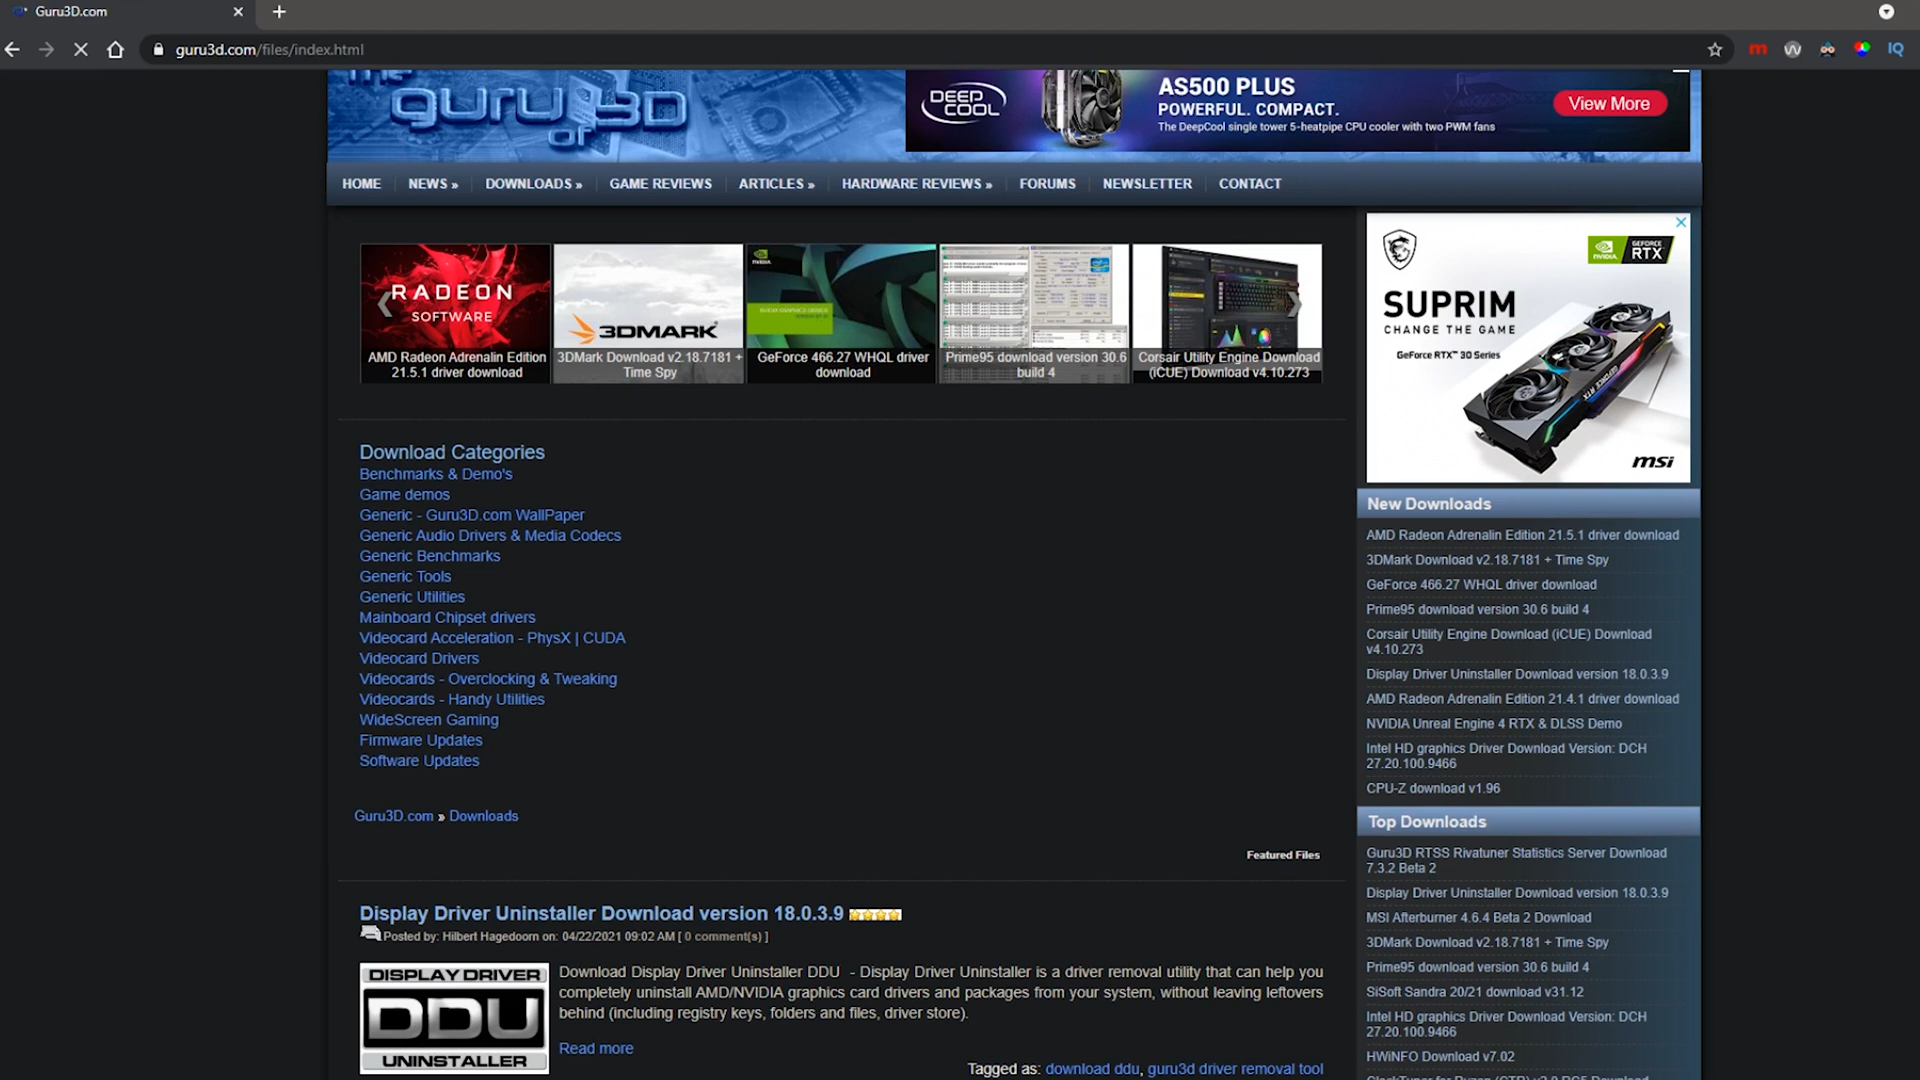 Guru3D.com
guru3d.com/files/index.html
IQ
the
guru 3D
of
DEEP
COOL
AS500 PLUS
POWERFUL. COMPACT.
The DeepCool single tower 5-heatpipe CPU cooler with two PWM fans
View More
HOME
NEWS »
DOWNLOADS »
GAME REVIEWS
ARTICLES »
HARDWARE REVIEWS »
FORUMS
NEWSLETTER
CONTACT
RADEON
SOFTWARE
AMD Radeon Adrenalin Edition
21.5.1 driver download
3DMARK
3DMark Download v2.18.7181 +
Time Spy
NVIDIA
GeForce 466.27 WHQL driver
download
Prime95 download version 30.6
build 4
Corsair Utility Engine Download
(iCUE) Download v4.10.273
Download Categories
Benchmarks & Demo's
Game demos
Generic - Guru3D.com WallPaper
Generic Audio Drivers & Media Codecs
Generic Benchmarks
Generic Tools
Generic Utilities
Mainboard Chipset drivers
Videocard Acceleration - PhysX | CUDA
Videocard Drivers
Videocards - Overclocking & Tweaking
Videocards - Handy Utilities
WideScreen Gaming
Firmware Updates
Software Updates
Guru3D.com » Downloads
Featured Files
Display Driver Uninstaller Download version 18.0.3.9
Posted by: Hilbert Hagedoorn on: 04/22/2021 09:02 AM [ 0 comment(s) ]
DISPLAY DRIVER
DDU
UNINSTALLER
Download Display Driver Uninstaller DDU - Display Driver Uninstaller is a driver removal utility that can help you
completely uninstall AMD/NVIDIA graphics card drivers and packages from your system, without leaving leftovers
behind (including registry keys, folders and files, driver store).
Read more
Tagged as: download ddu, guru3d driver removal tool
NVIDIA
GEFORCE
RTX
SUPRIM
CHANGE THE GAME
GeForce RTX™ 30 Series
GEFORCE RTX
msi
New Downloads
AMD Radeon Adrenalin Edition 21.5.1 driver download
3DMark Download v2.18.7181 + Time Spy
GeForce 466.27 WHQL driver download
Prime95 download version 30.6 build 4
Corsair Utility Engine Download (iCUE) Download
v4.10.273
Display Driver Uninstaller Download version 18.0.3.9
AMD Radeon Adrenalin Edition 21.4.1 driver download
NVIDIA Unreal Engine 4 RTX & DLSS Demo
Intel HD graphics Driver Download Version: DCH
27.20.100.9466
CPU-Z download v1.96
Top Downloads
Guru3D RTSS Rivatuner Statistics Server Download
7.3.2 Beta 2
Display Driver Uninstaller Download version 18.0.3.9
MSI Afterburner 4.6.4 Beta 2 Download
3DMark Download v2.18.7181 + Time Spy
Prime95 download version 30.6 build 4
SiSoft Sandra 20/21 download v31.12
Intel HD graphics Driver Download Version: DCH
27.20.100.9466
HWiNFO Download v7.02